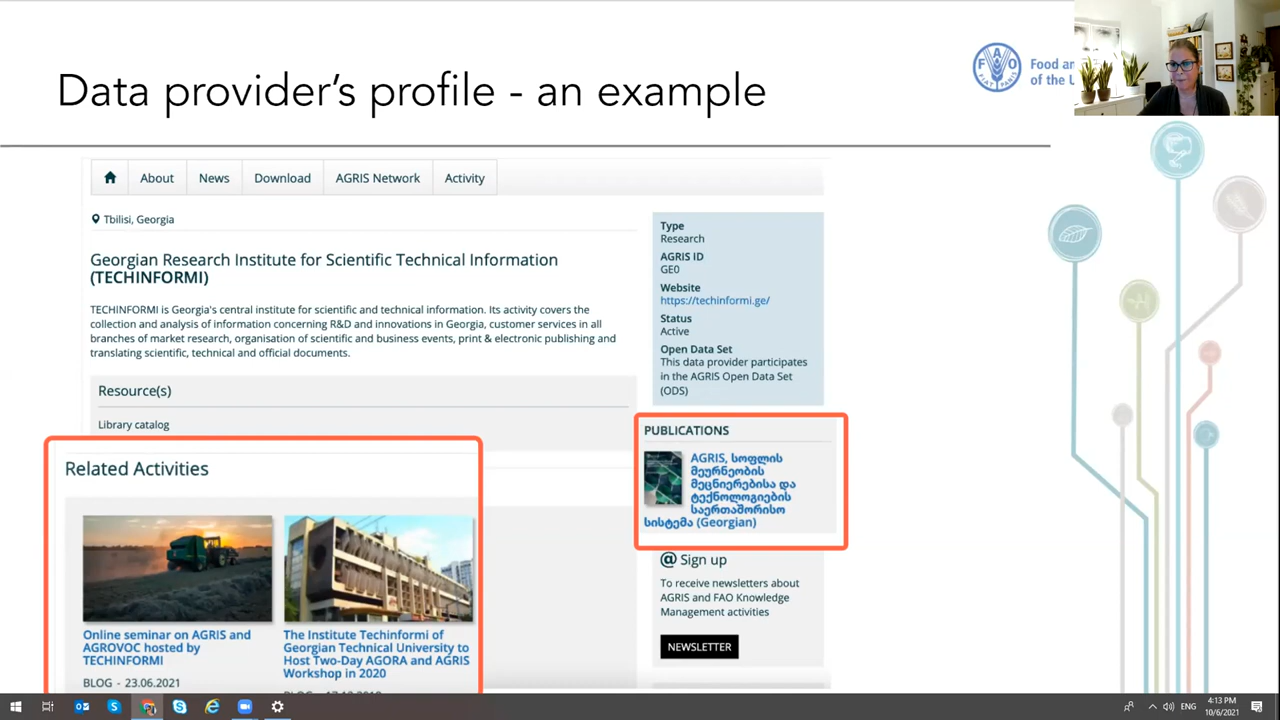 Data provider's profile - an example
FAO
FIAT PANIS
Food an
of the U
About
News
Download
AGRIS Network
Activity
Tbilisi, Georgia
Georgian Research Institute for Scientific Technical Information
(TECHINFORMI)
TECHINFORMI is Georgia's central institute for scientific and technical information. Its activity covers the
collection and analysis of information concerning R&D and innovations in Georgia, customer services in all
branches of market research, organisation of scientific and business events, print & electronic publishing and
translating scientific, technical and official documents.
Resource(s)
Library catalog
Type
Research
AGRIS ID
GE0
Website
https://techinformi.ge/
Status
Active
Open Data Set
This data provider participates
in the AGRIS Open Data Set
(ODS)
PUBLICATIONS
AGRIS, სოფლის
მეურნეობის
მეცნიერებისა და
ტექნოლოგიების
საერთაშორისო
სისტემა (Georgian)
@ Sign up
To receive newsletters about
AGRIS and FAO Knowledge
Management activities
NEWSLETTER
Related Activities
Online seminar on AGRIS and
AGROVOC hosted by
TECHINFORMI
BLOG - 23.06.2021
The Institute Techinformi of
Georgian Technical University to
Host Two-Day AGORA and AGRIS
Workshop in 2020
ENG
4:13 PM
10/6/2021